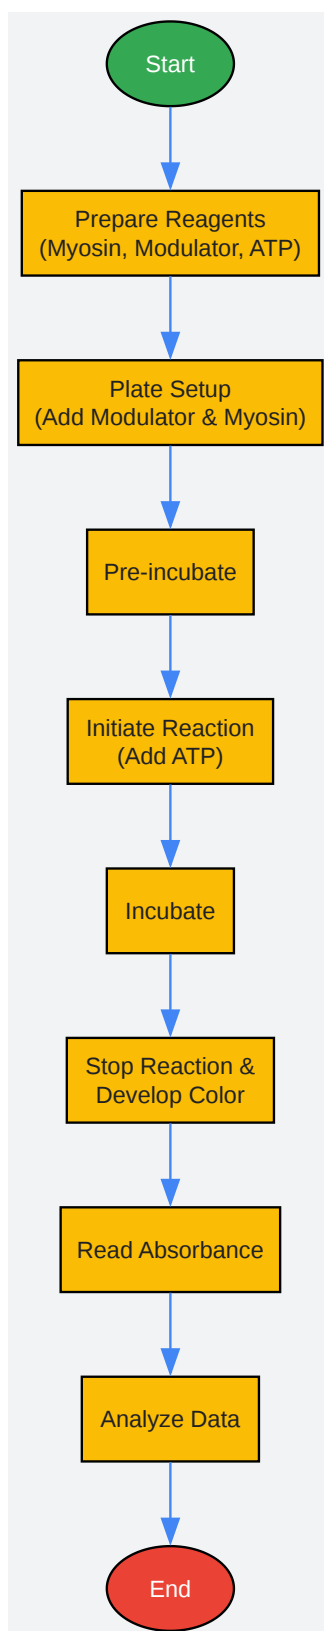 Start
Prepare Reagents
(Myosin, Modulator, ATP)
Plate Setup
(Add Modulator & Myosin)
Pre-incubate
Initiate Reaction
(Add ATP)
Incubate
Stop Reaction &
Develop Color
Read Absorbance
Analyze Data
End